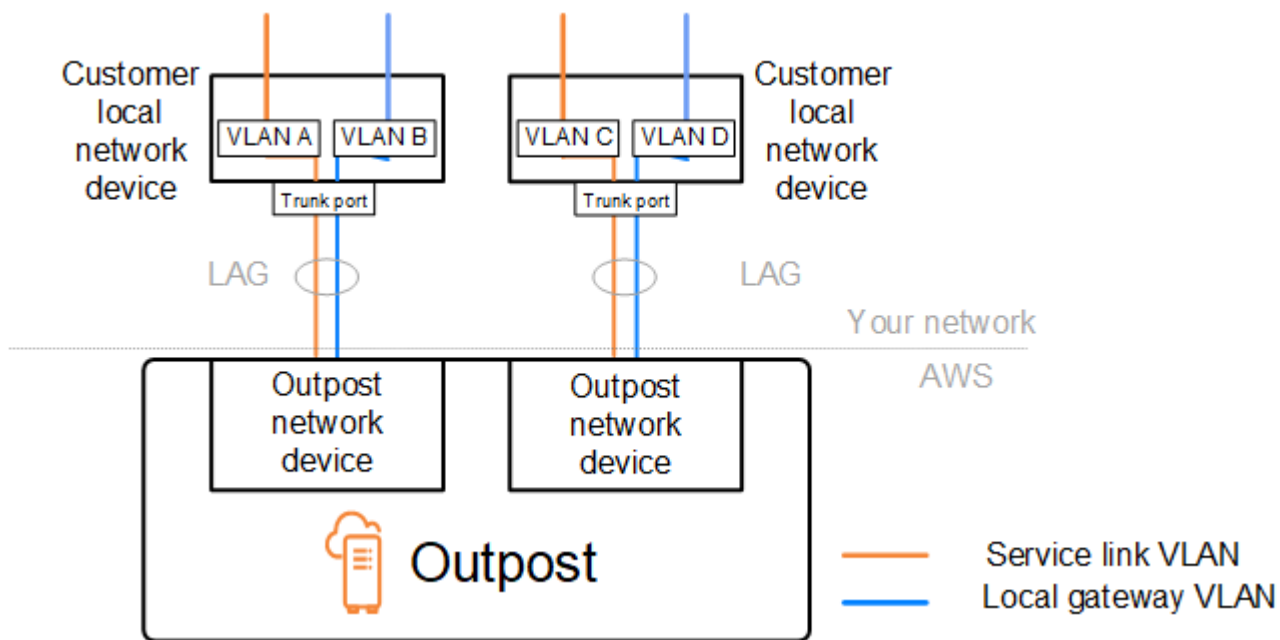 Customer
local
network
device
VLAN A
VLAN B
Trunk port
VLAN C
VLAN D
Trunk port
Customer
local
network
device
LAG
LAG
Your network
AWS
Outpost
network
device
Outpost
network
device
Outpost
Service link VLAN
Local gateway VLAN